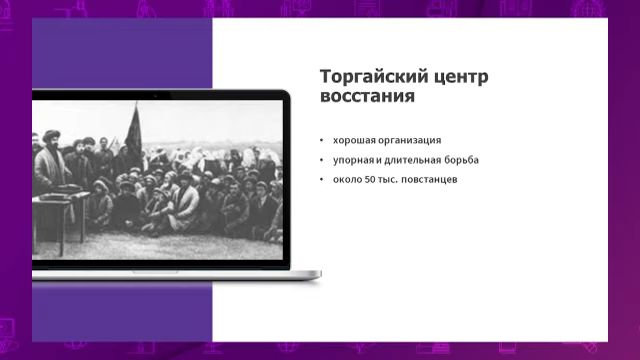 Торгайский центр
восстания
• хорошая организация
• упорная и длительная борьба
• около 50 тыс. повстанцев